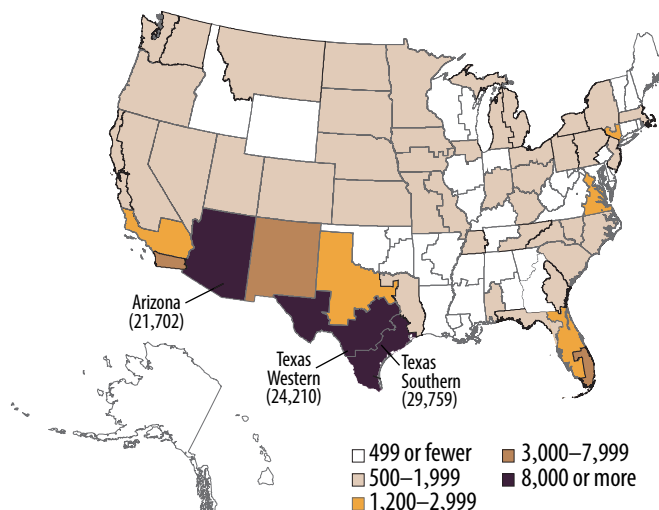 Arizona
(21,702)
Texas
Western
(24,210)
Texas
Southern
(29,759)
499 or fewer
500–1,999
1,200–2,999
3,000–7,999
8,000 or more